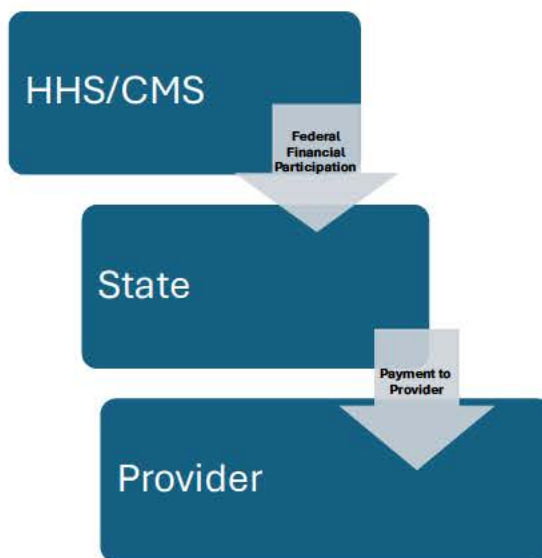 HHS/CMS
Federal
Financial
Participation
State
Payment to
Provider
Provider